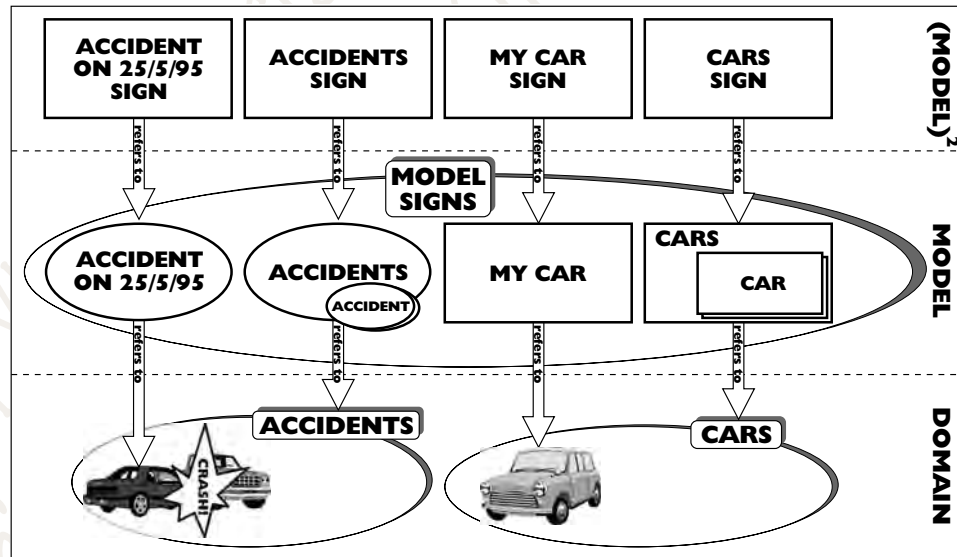 ACCIDENT
ON 25/5/95
SIGN
ACCIDENTS
SIGN
MY CAR
SIGN
CARS
SIGN
(MODEL)²
refers to
refers to
refers to
refers to
MODEL
SIGNS
ACCIDENT
ON 25/5/95
ACCIDENTS
ACCIDENT
MY CAR
CARS
CAR
MODEL
refers to
refers to
refers to
refers to
ACCIDENTS
CARS
CRASH!
DOMAIN